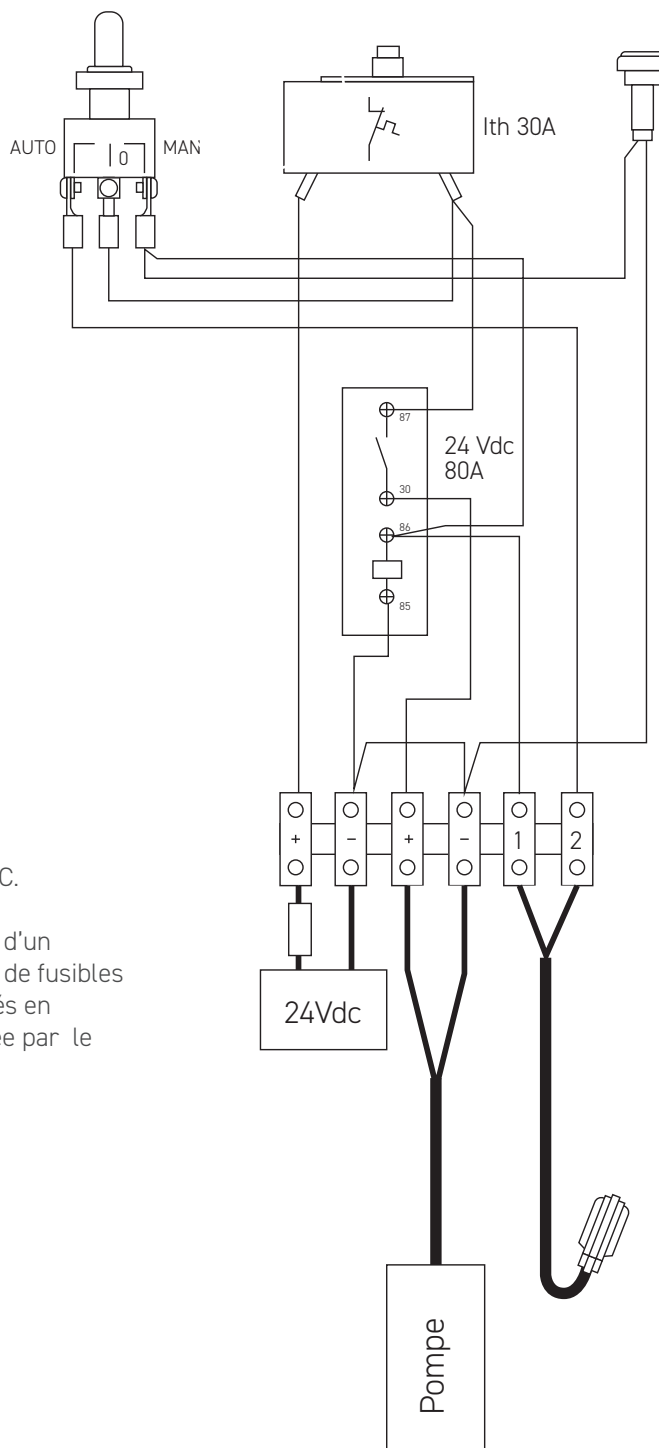 AUTO
0
MAN
Ith 30A
87
24 Vdc
80A
30
86
85
+ - + - 1 2
C.
d'un
de fusibles
és en
ée par le
24Vdc
Pompe